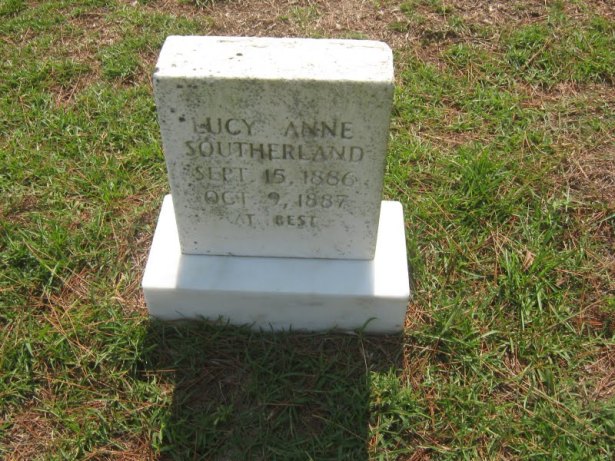 LUCY ANNE
SOUTHERLAND
SEPT. 15, 1886
OCT. 9, 1887
AT REST